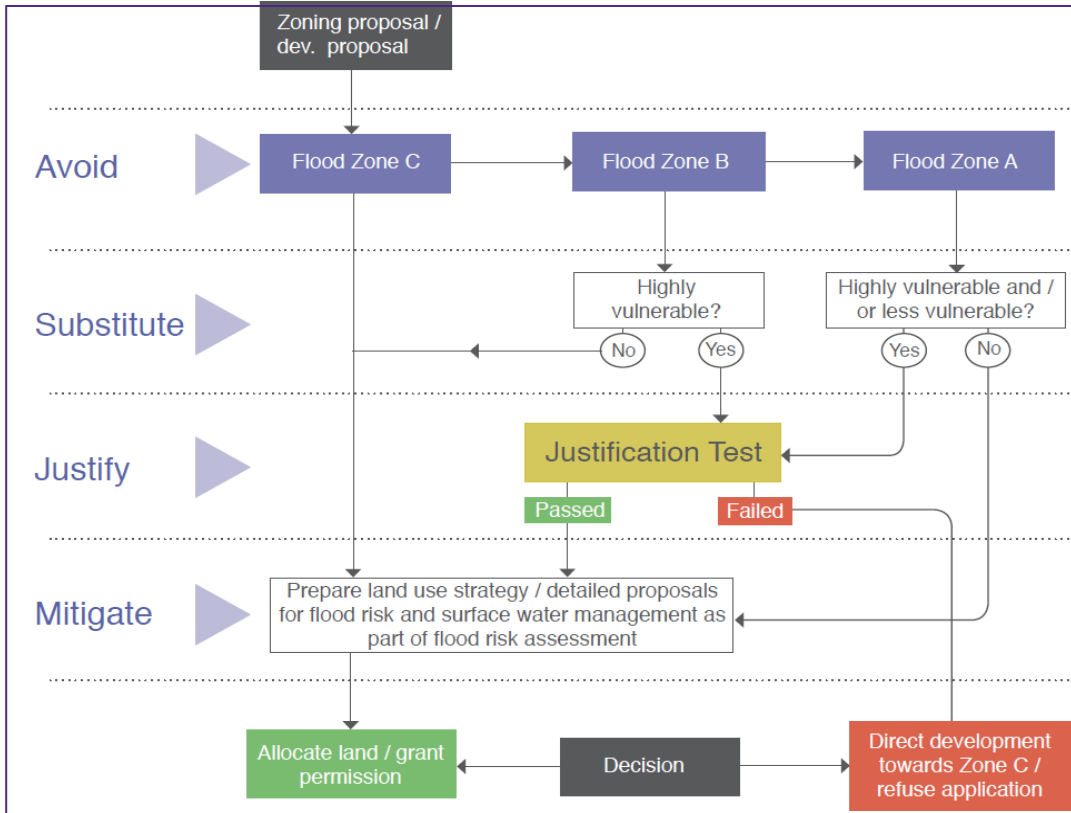 Zoning proposal /
dev. proposal
Avoid
Flood Zone C
Flood Zone B
Flood Zone A
Substitute
Highly
vulnerable?
No
Yes
Highly vulnerable and /
or less vulnerable?
Yes
No
Justify
Justification Test
Passed
Failed
Mitigate
Prepare land use strategy / detailed proposals
for flood risk and surface water management as
part of flood risk assessment
Allocate land / grant
permission
Decision
Direct development
towards Zone C /
refuse application